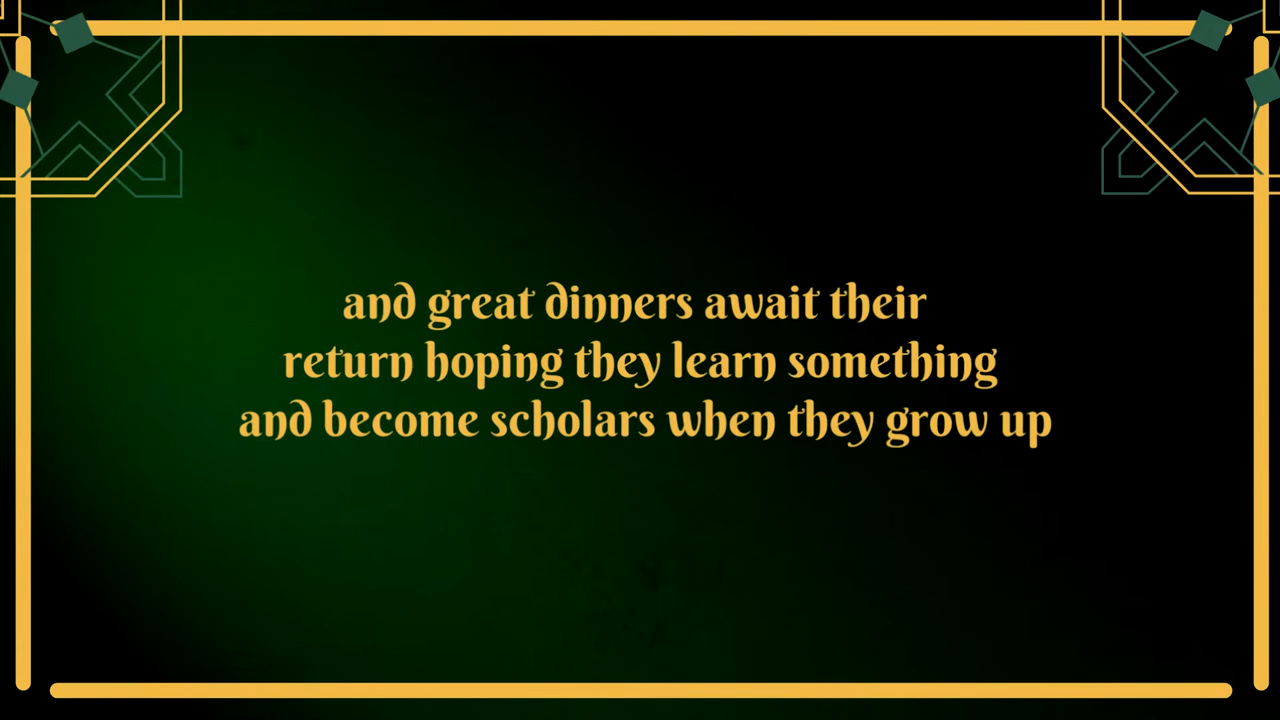 and great dinners await their
return hoping they learn something
and become scholars when they grow up